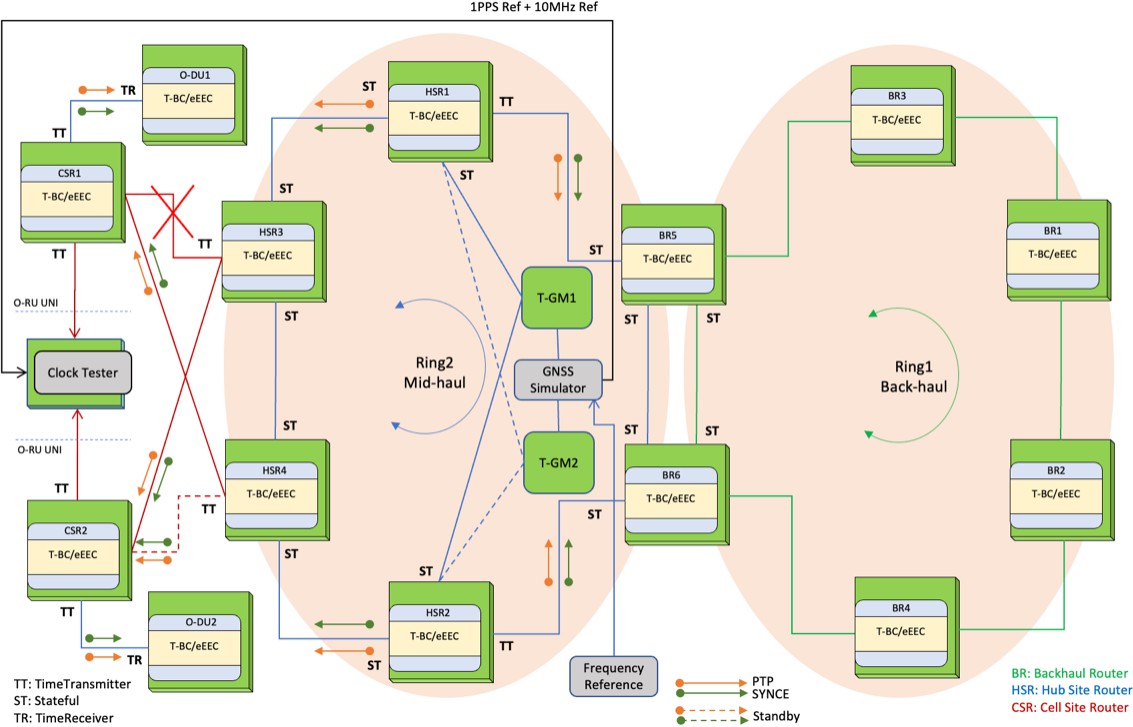 1PPS Ref + 10MHz Ref
O-DU1
T-BC/eEEC
TR
TT
CSR1
T-BC/eEEC
TT
O-RU UNI
Clock Tester
O-RU UNI
TT
CSR2
T-BC/eEEC
TT
O-DU2
T-BC/eEEC
TR
TT
HSR3
T-BC/eEEC
ST
ST
ST
HSR4
T-BC/eEEC
TT
ST
ST
HSR1
T-BC/eEEC
TT
ST
Ring2
Mid-haul
T-GM1
GNSS
Simulator
T-GM2
ST
HSR2
T-BC/eEEC
TT
ST
ST
BR5
T-BC/eEEC
ST
ST
ST
ST
BR6
T-BC/eEEC
ST
BR3
T-BC/eEEC
BR1
T-BC/eEEC
Ring1
Back-haul
BR2
T-BC/eEEC
BR4
T-BC/eEEC
Frequency
Reference
PTP
SYNCE
Standby
TT: TimeTransmitter
ST: Stateful
TR: TimeReceiver
BR: Backhaul Router
HSR: Hub Site Router
CSR: Cell Site Router